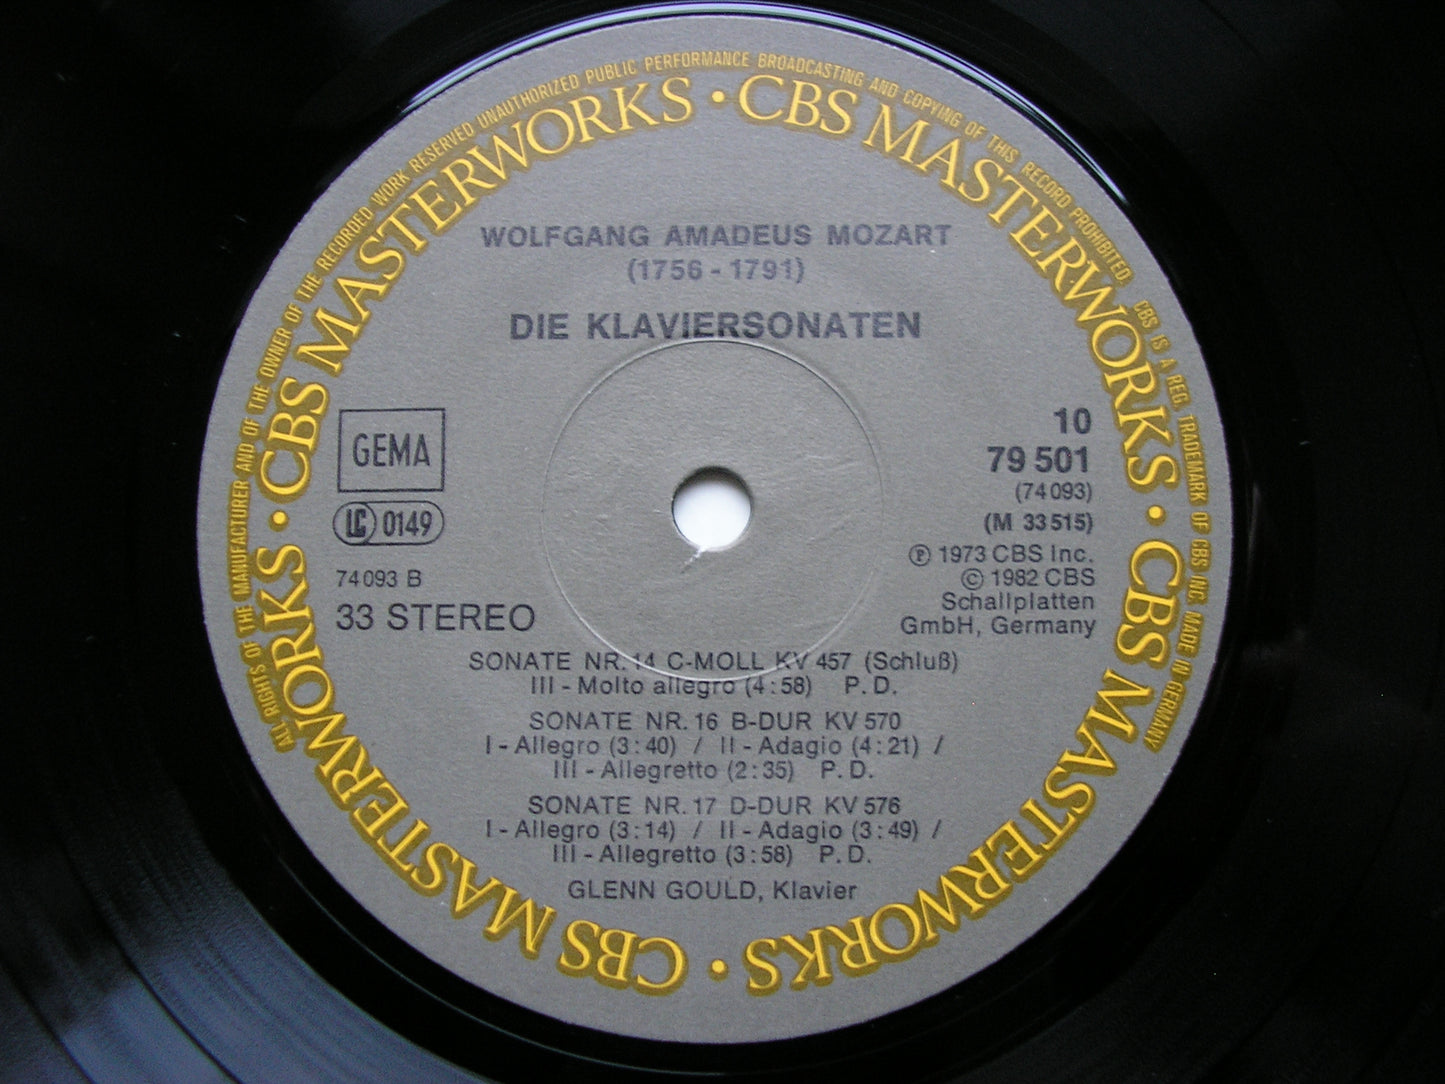 ALL RIGHTS OF THE MANUFACTURER AND OF THE OWNER OF THE RECORDED WORK RESERVED UNAUTHORIZED PUBLIC PERFORMANCE BROADCASTING AND COPYING OF THIS RECORD PROHIBITED. CBS IS A REG. TRADEMARK OF CBS INC. MADE IN GERMANY
CBS MASTERWORKS · CBS MASTERWORKS · CBS MASTERWORKS · CBS MASTERWORKS ·
WOLFGANG AMADEUS MOZART
(1756 - 1791)
DIE KLAVIERSONATEN
GEMA
LC 0149
74 093 B
33 STEREO
10
79 501
(74 093)
(M 33 515)
℗ 1973 CBS Inc.
© 1982 CBS
Schallplatten
GmbH, Germany
SONATE NR. 14 C-MOLL KV 457 (Schluß)
III - Molto allegro (4 : 58) P. D.
SONATE NR. 16 B-DUR KV 570
I - Allegro (3 : 40) / II - Adagio (4 : 21) /
III - Allegretto (2 : 35) P. D.
SONATE NR. 17 D-DUR KV 576
I - Allegro (3 : 14) / II - Adagio (3 : 49) /
III - Allegretto (3 : 58) P. D.
GLENN GOULD, Klavier